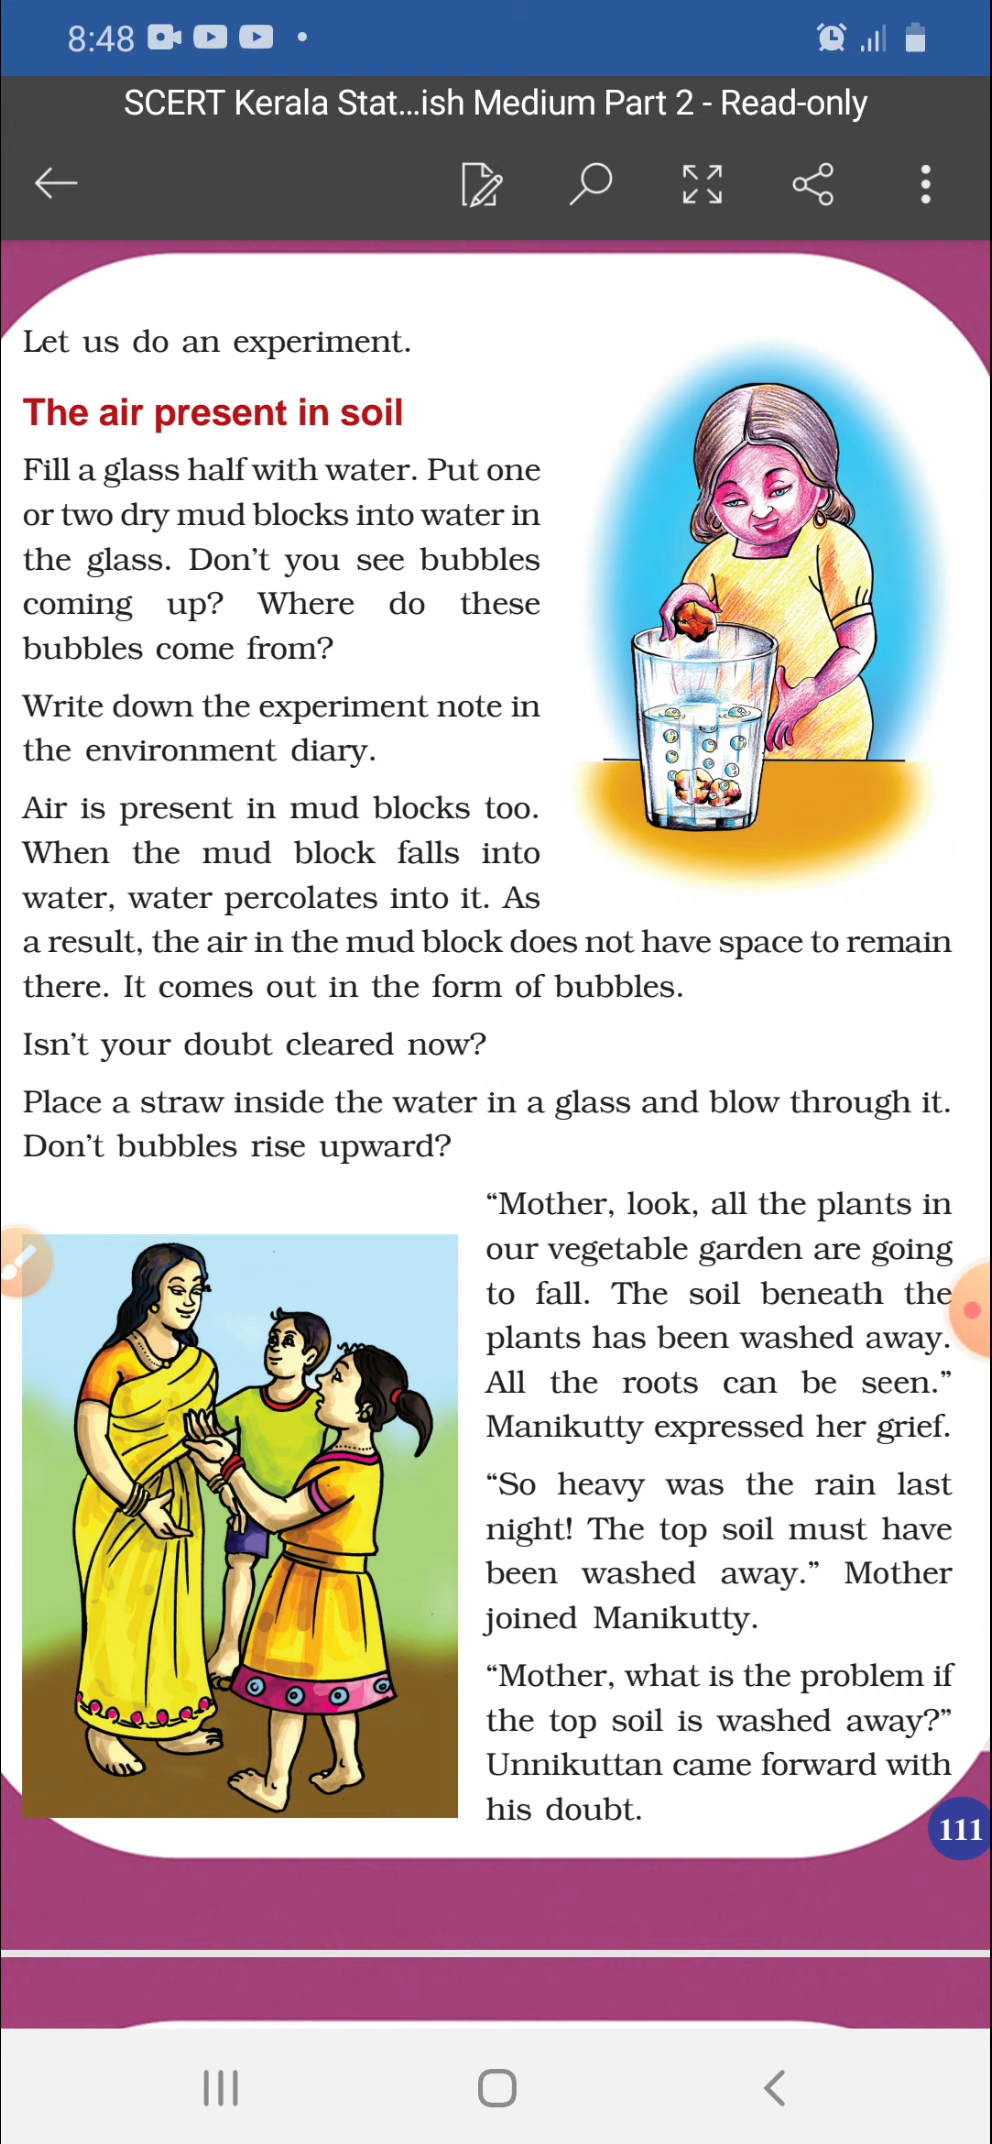 8:48
SCERT Kerala Stat...ish Medium Part 2 - Read-only
Let us do an experiment.
The air present in soil
Fill a glass half with water. Put one
or two dry mud blocks into water in
the glass. Don't you see bubbles
coming up? Where do these
bubbles come from?
Write down the experiment note in
the environment diary.
Air is present in mud blocks too.
When the mud block falls into
water, water percolates into it. As
a result, the air in the mud block does not have space to remain
there. It comes out in the form of bubbles.
Isn't your doubt cleared now?
Place a straw inside the water in a glass and blow through it.
Don't bubbles rise upward?
“Mother, look, all the plants in
our vegetable garden are going
to fall. The soil beneath the
plants has been washed away.
All the roots can be seen.”
Manikutty expressed her grief.
“So heavy was the rain last
night! The top soil must have
been washed away.” Mother
joined Manikutty.
“Mother, what is the problem if
the top soil is washed away?”
Unnikuttan came forward with
his doubt.
111